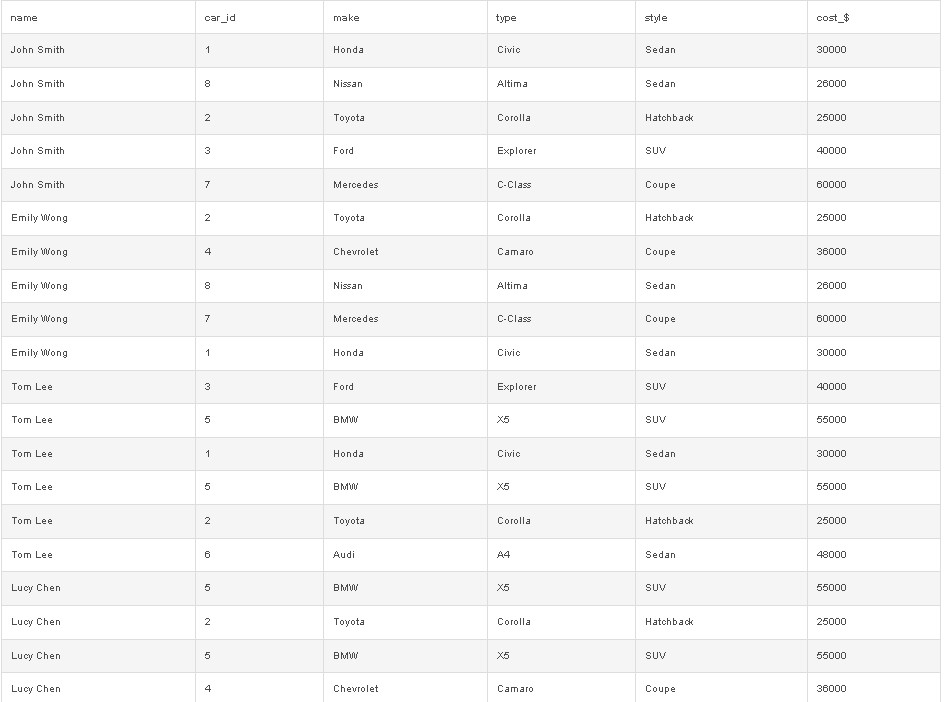 name car_id make type style cost_$
John Smith 1 Honda Civic Sedan 30000
John Smith 8 Nissan Altima Sedan 26000
John Smith 2 Toyota Corolla Hatchback 25000
John Smith 3 Ford Explorer SUV 40000
John Smith 7 Mercedes C-Class Coupe 60000
Emily Wong 2 Toyota Corolla Hatchback 25000
Emily Wong 4 Chevrolet Camaro Coupe 36000
Emily Wong 8 Nissan Altima Sedan 26000
Emily Wong 7 Mercedes C-Class Coupe 60000
Emily Wong 1 Honda Civic Sedan 30000
Tom Lee 3 Ford Explorer SUV 40000
Tom Lee 5 BMW X5 SUV 55000
Tom Lee 1 Honda Civic Sedan 30000
Tom Lee 5 BMW X5 SUV 55000
Tom Lee 2 Toyota Corolla Hatchback 25000
Tom Lee 6 Audi A4 Sedan 48000
Lucy Chen 5 BMW X5 SUV 55000
Lucy Chen 2 Toyota Corolla Hatchback 25000
Lucy Chen 5 BMW X5 SUV 55000
Lucy Chen 4 Chevrolet Camaro Coupe 36000